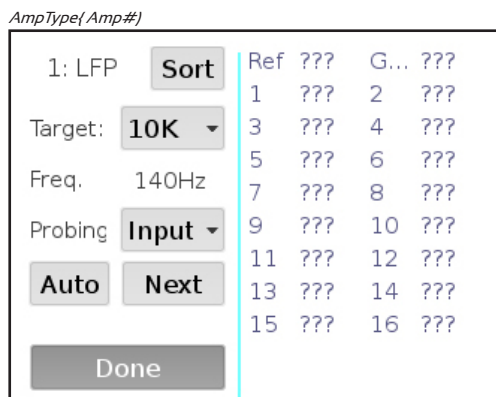 AmpType{ Amp#)
1: LFP Sort
Target: 10K
Freq. 140Hz
Probing Input
Auto Next
Done
Ref ??? G... ???
1 ??? 2 ???
3 ??? 4 ???
5 ??? 6 ???
7 ??? 8 ???
9 ??? 10 ???
11 ??? 12 ???
13 ??? 14 ???
15 ??? 16 ???